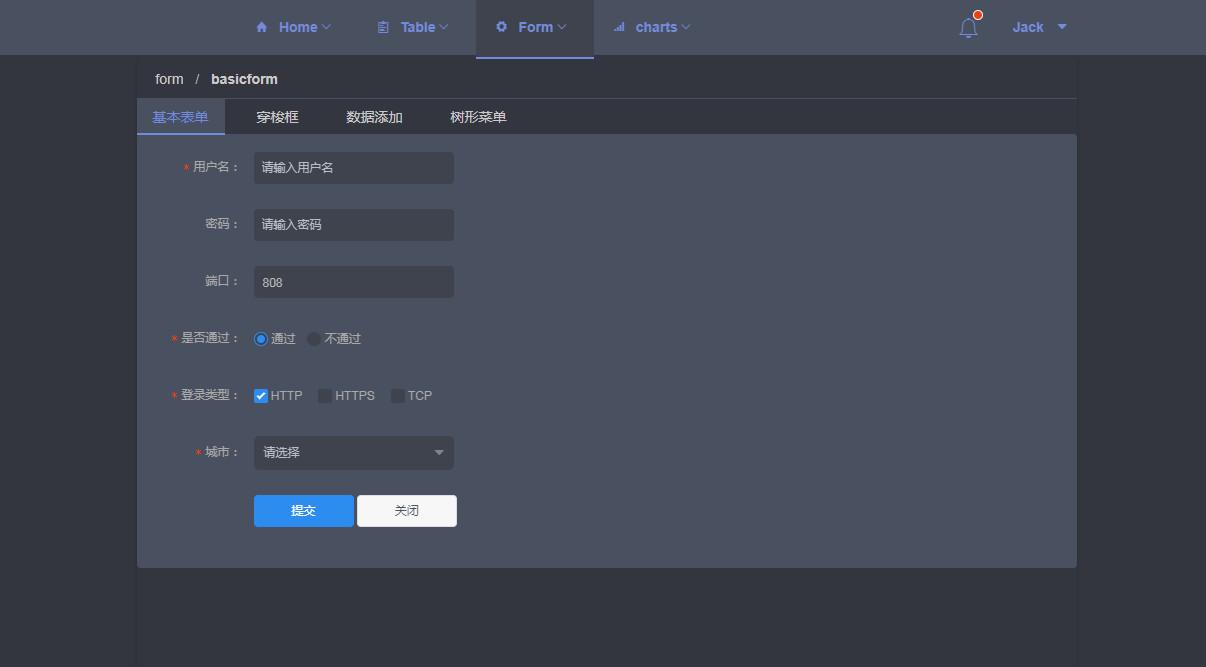 Home Table Form charts Jack
form / basicform
基本表单 穿梭框 数据添加 树形菜单
* 用户名： 请输入用户名
密码： 请输入密码
端口： 808
* 是否通过： 通过 不通过
* 登录类型： HTTP HTTPS TCP
* 城市： 请选择
提交 关闭